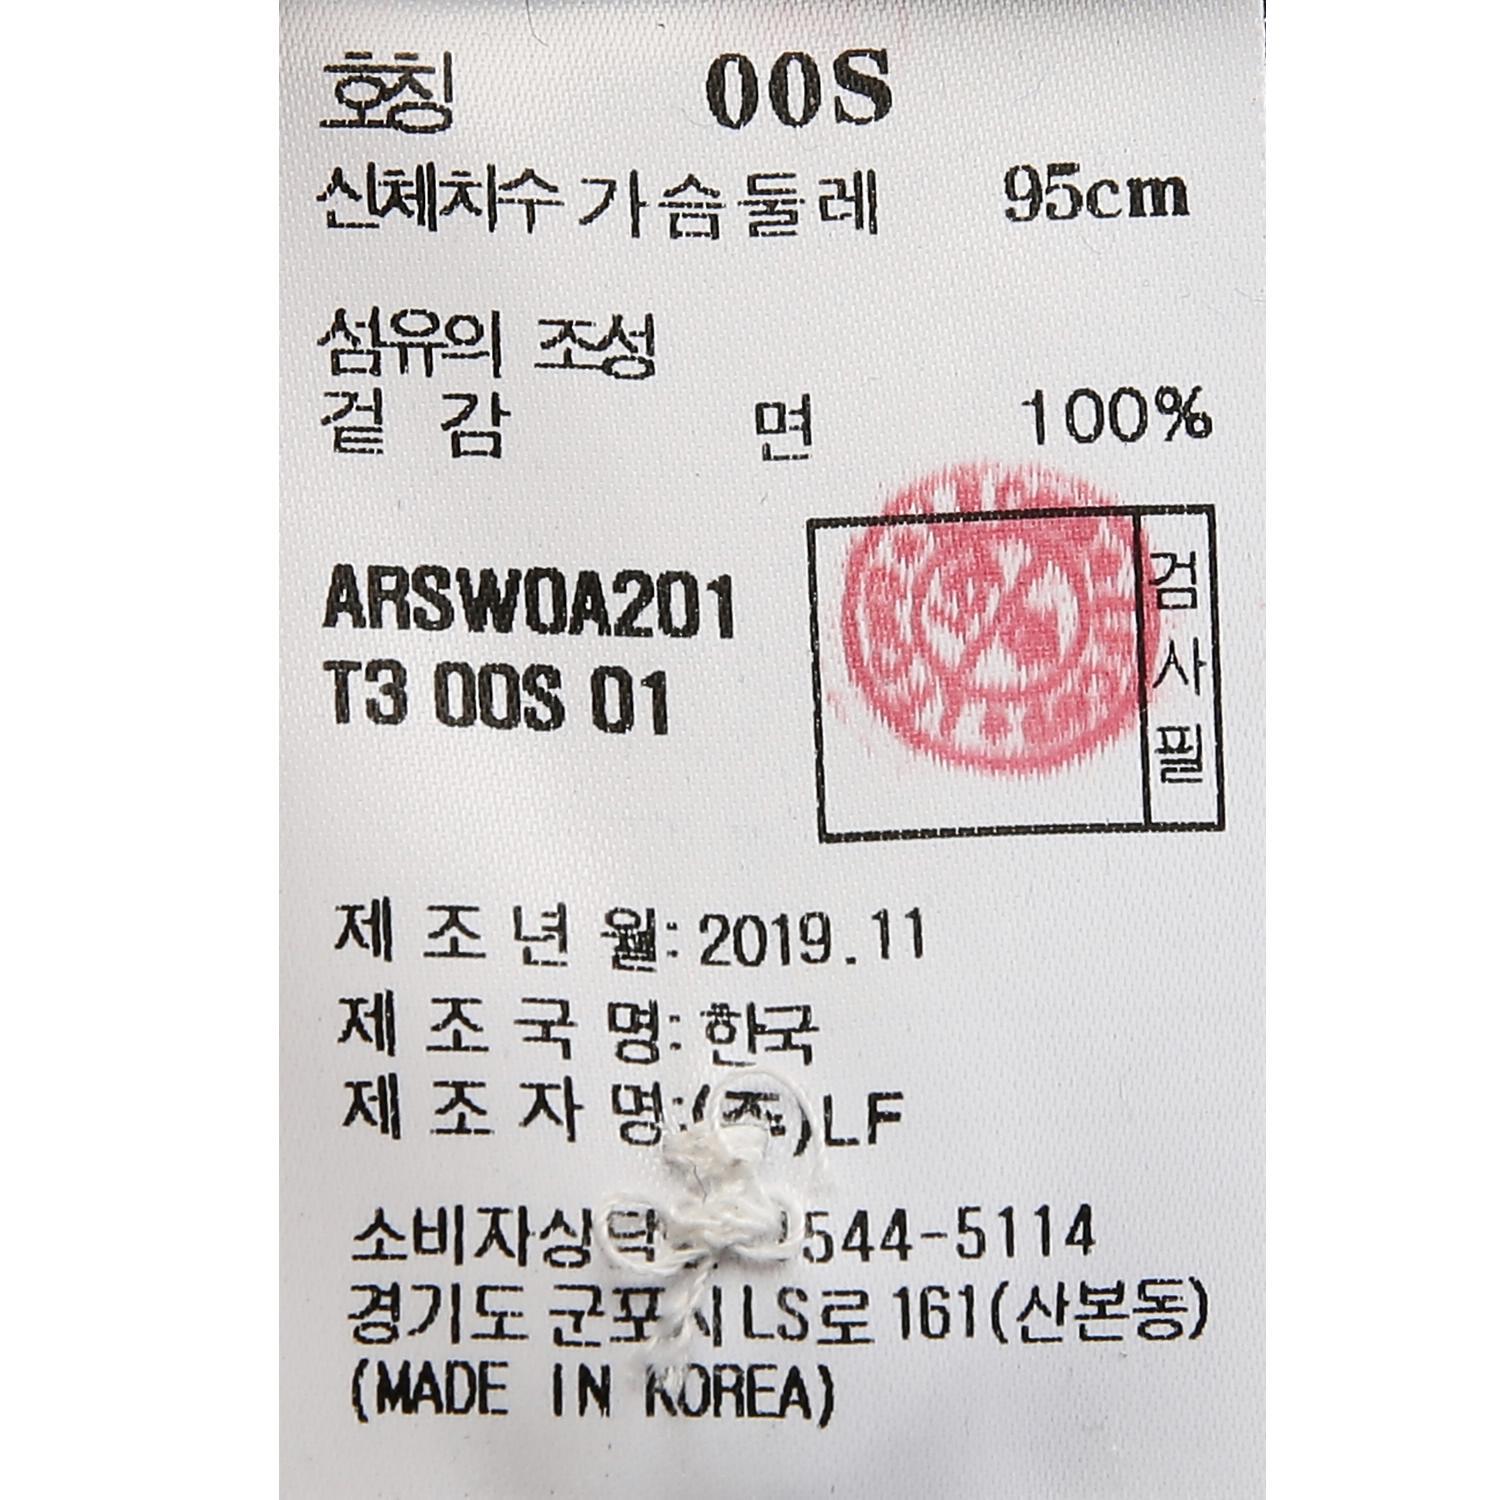 호칭 00S
신체치수 가슴둘레 95cm
섬유의 조성
겉감 면 100%
ARSW0A201
T3 00S 01
검사필
제조년월: 2019.11
제조국명: 한국
제조자명: (주)LF
소비자상담 544-5114
경기도 군포시 LS로 161(산본동)
(MADE IN KOREA)